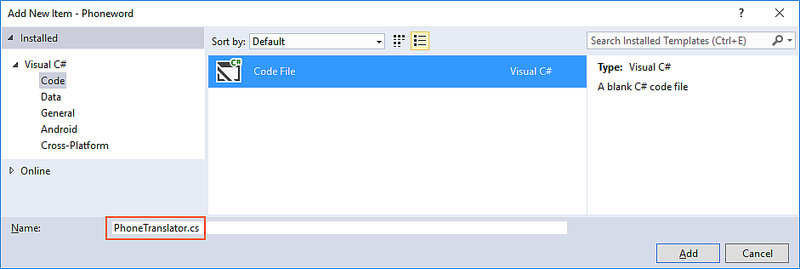 Add New Item - Phoneword
? 
Installed
Sort by: Default
Search Installed Templates (Ctrl+E)
Visual C#
Code
Data
General
Android
Cross-Platform
Online
C#
Code File
Visual C#
Type: Visual C#
A blank C# code file
Name:
PhoneTranslator.cs
Add
Cancel